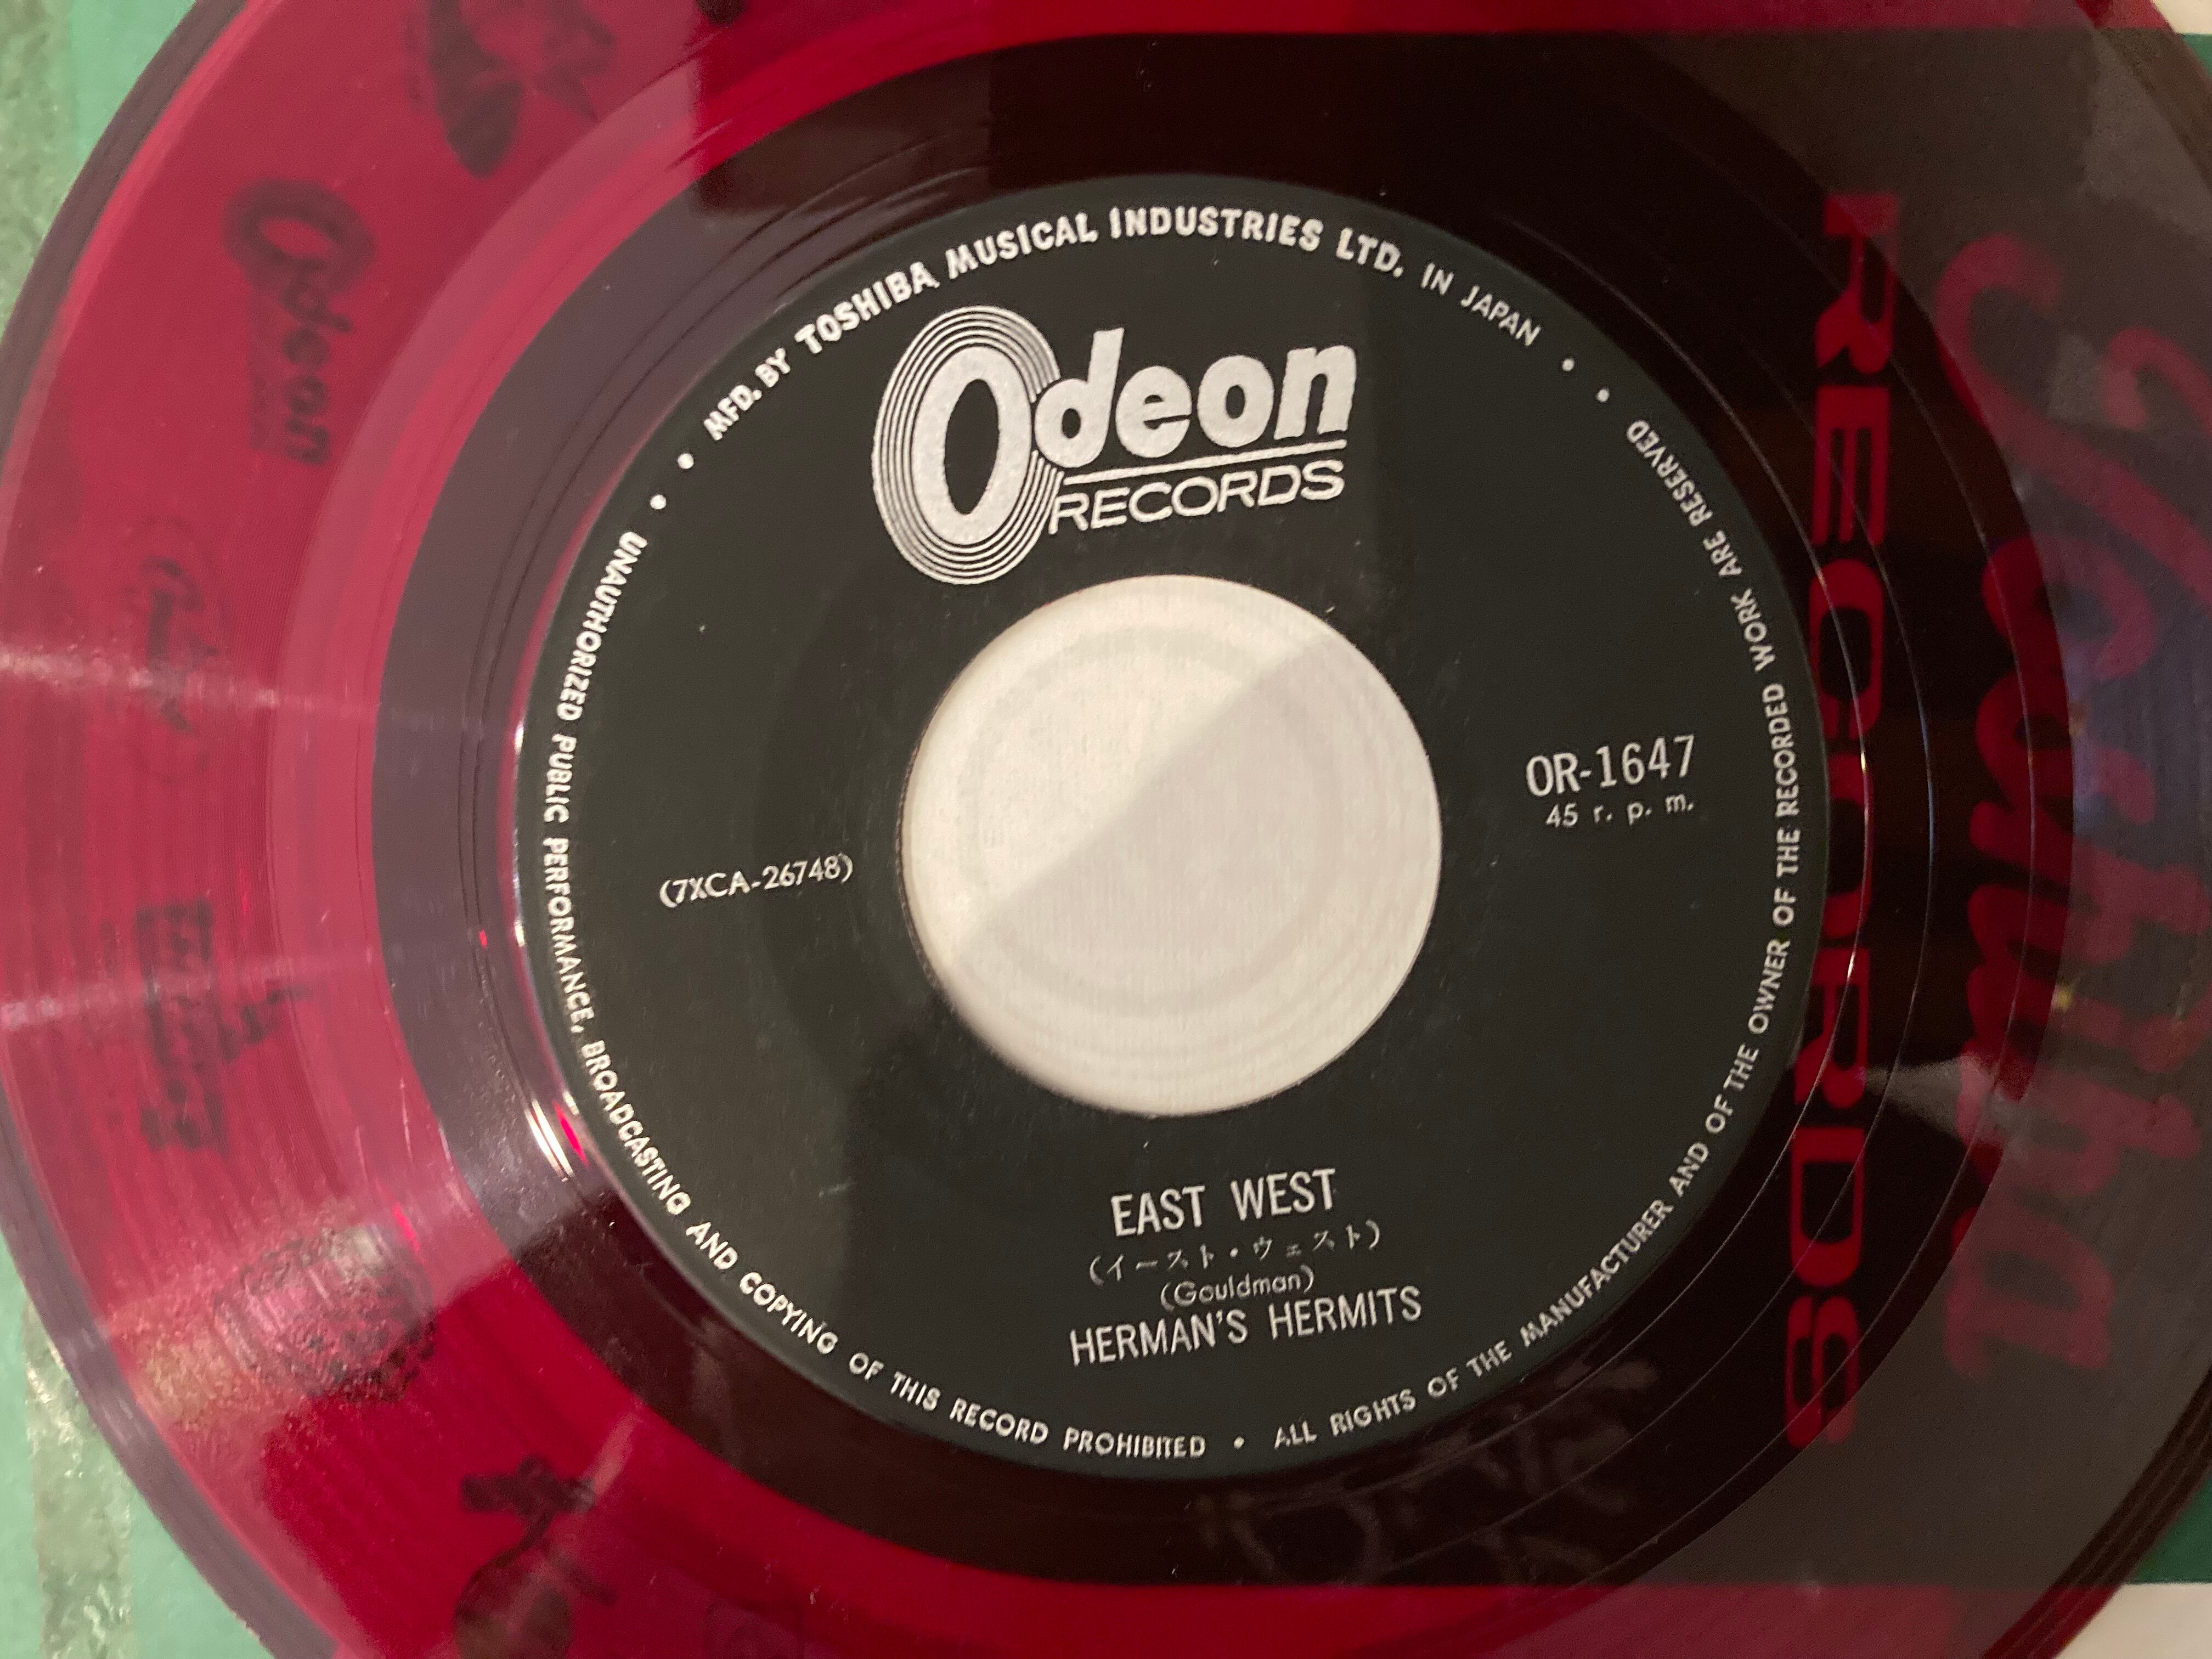 MFD. BY TOSHIBA MUSICAL INDUSTRIES LTD. IN JAPAN
Odeon
RECORDS
OR-1647
45 r. p. m.
(7XCA-26748)
EAST WEST
(イースト・ウェスト)
(Gouldman)
HERMAN'S HERMITS
UNAUTHORIZED PUBLIC PERFORMANCE, BROADCASTING AND COPYING OF THIS RECORD PROHIBITED • ALL RIGHTS OF THE MANUFACTURER AND OF THE OWNER OF THE RECORDED WORK ARE RESERVED
Odeon
RECORDS